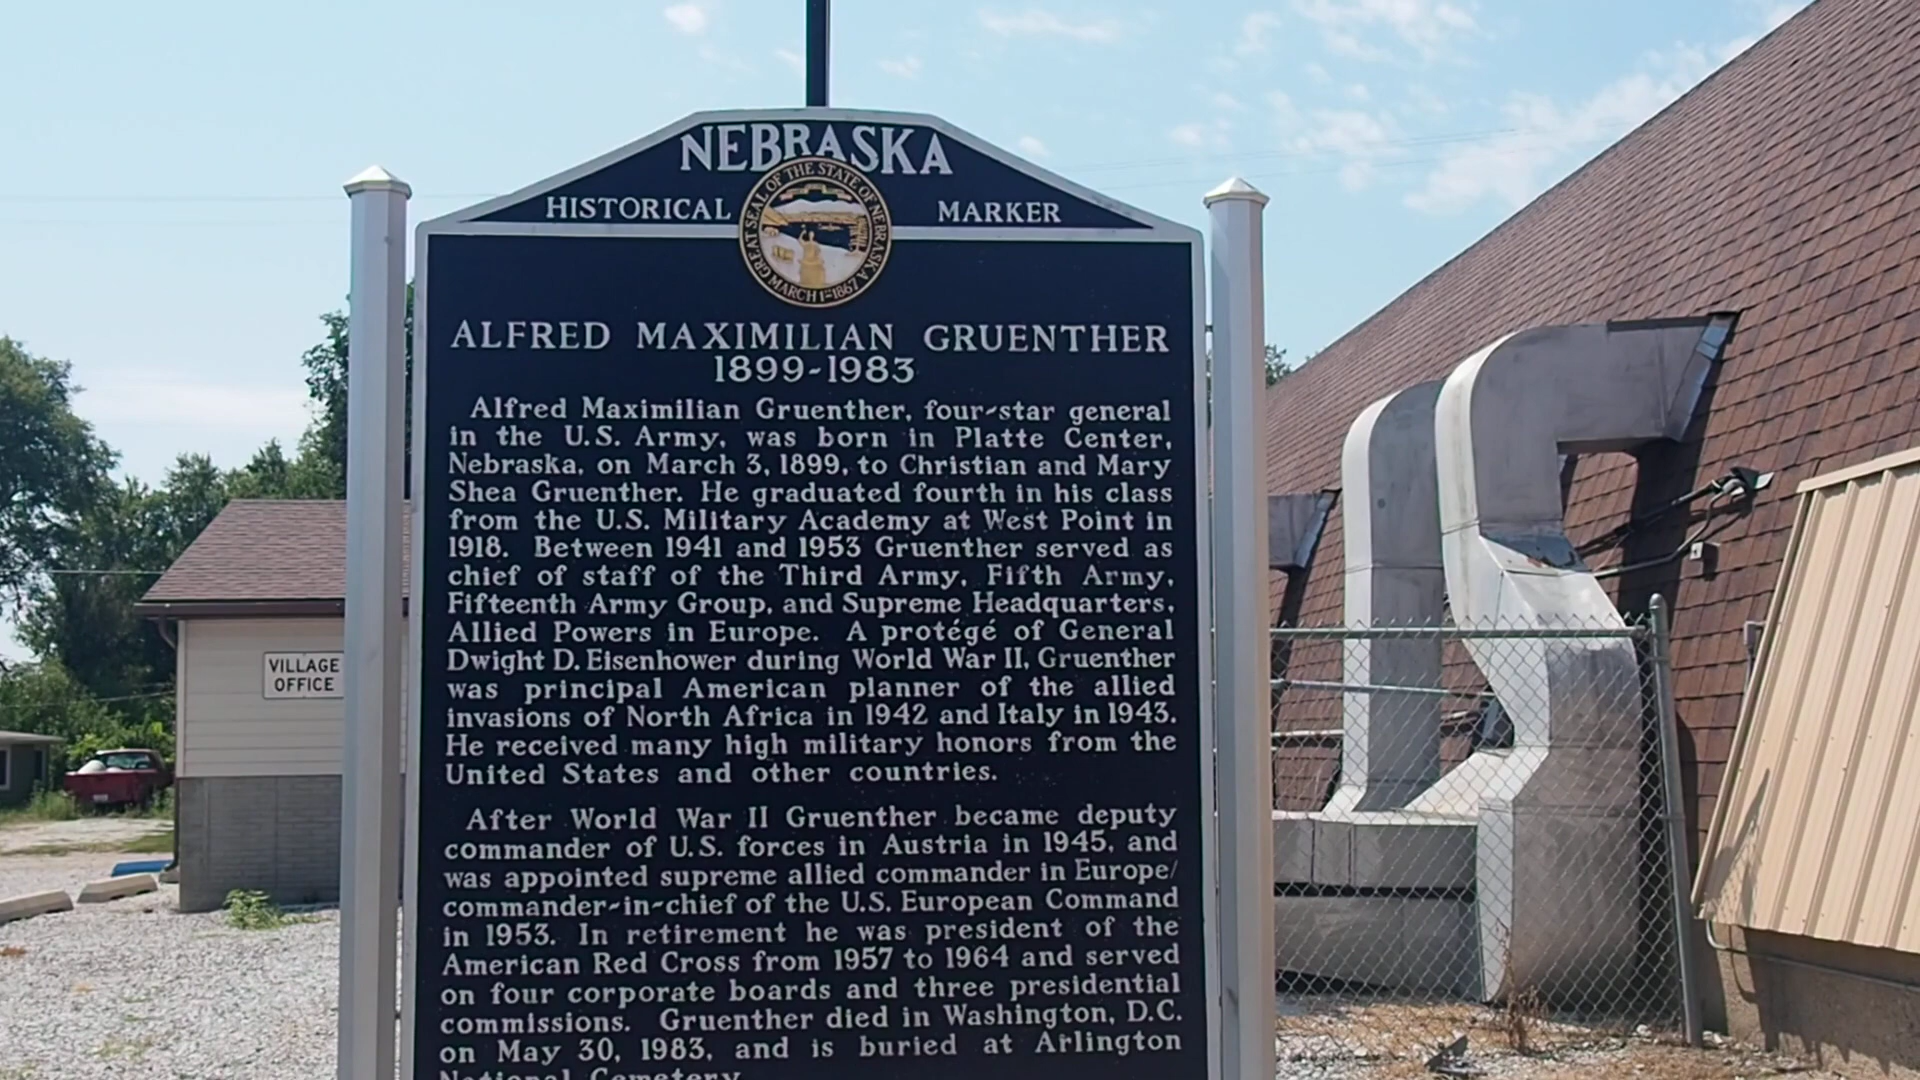 NEBRASKA
HISTORICAL MARKER
GREAT SEAL OF THE STATE OF NEBRASKA
MARCH 1ST 1867
ALFRED MAXIMILIAN GRUENTHER
1899-1983
Alfred Maximilian Gruenther, four-star general
in the U.S. Army, was born in Platte Center,
Nebraska, on March 3, 1899, to Christian and Mary
Shea Gruenther. He graduated fourth in his class
from the U.S. Military Academy at West Point in
1918. Between 1941 and 1953 Gruenther served as
chief of staff of the Third Army, Fifth Army,
Fifteenth Army Group, and Supreme Headquarters,
Allied Powers in Europe. A protégé of General
Dwight D. Eisenhower during World War II, Gruenther
was principal American planner of the allied
invasions of North Africa in 1942 and Italy in 1943.
He received many high military honors from the
United States and other countries.
After World War II Gruenther became deputy
commander of U.S. forces in Austria in 1945, and
was appointed supreme allied commander in Europe/
commander-in-chief of the U.S. European Command
in 1953. In retirement he was president of the
American Red Cross from 1957 to 1964 and served
on four corporate boards and three presidential
commissions. Gruenther died in Washington, D.C.
on May 30, 1983, and is buried at Arlington
National Cemetery.
VILLAGE
OFFICE